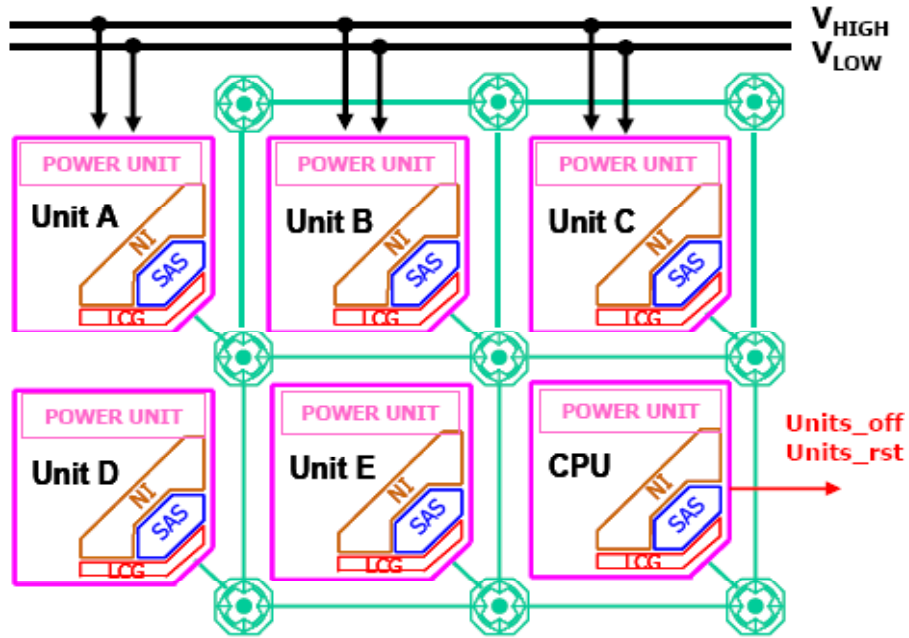 V_HIGH
V_LOW
POWER UNIT
POWER UNIT
POWER UNIT
Unit A
Unit B
Unit C
NI
NI
NI
SAS
SAS
SAS
LCG
LCG
LCG
POWER UNIT
POWER UNIT
POWER UNIT
Units_off
Units_rst
Unit D
Unit E
CPU
NI
NI
NI
SAS
SAS
SAS
LCG
LCG
LCG